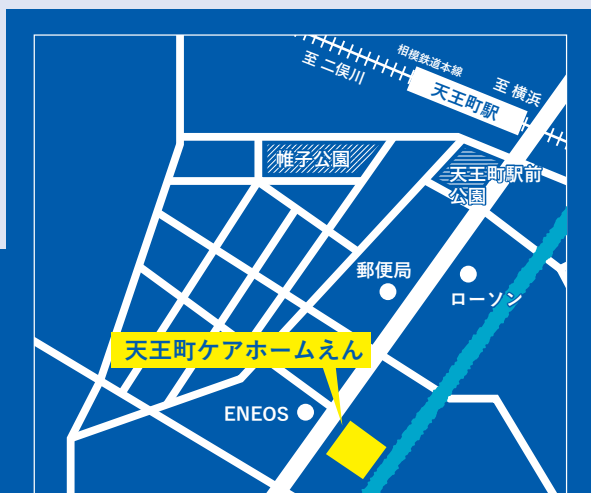 相模鉄道本線
至 二俣川
天王町駅
至 横浜
帷子公園
天王町駅前
公園
郵便局
ローソン
天王町ケアホームえん
ENEOS